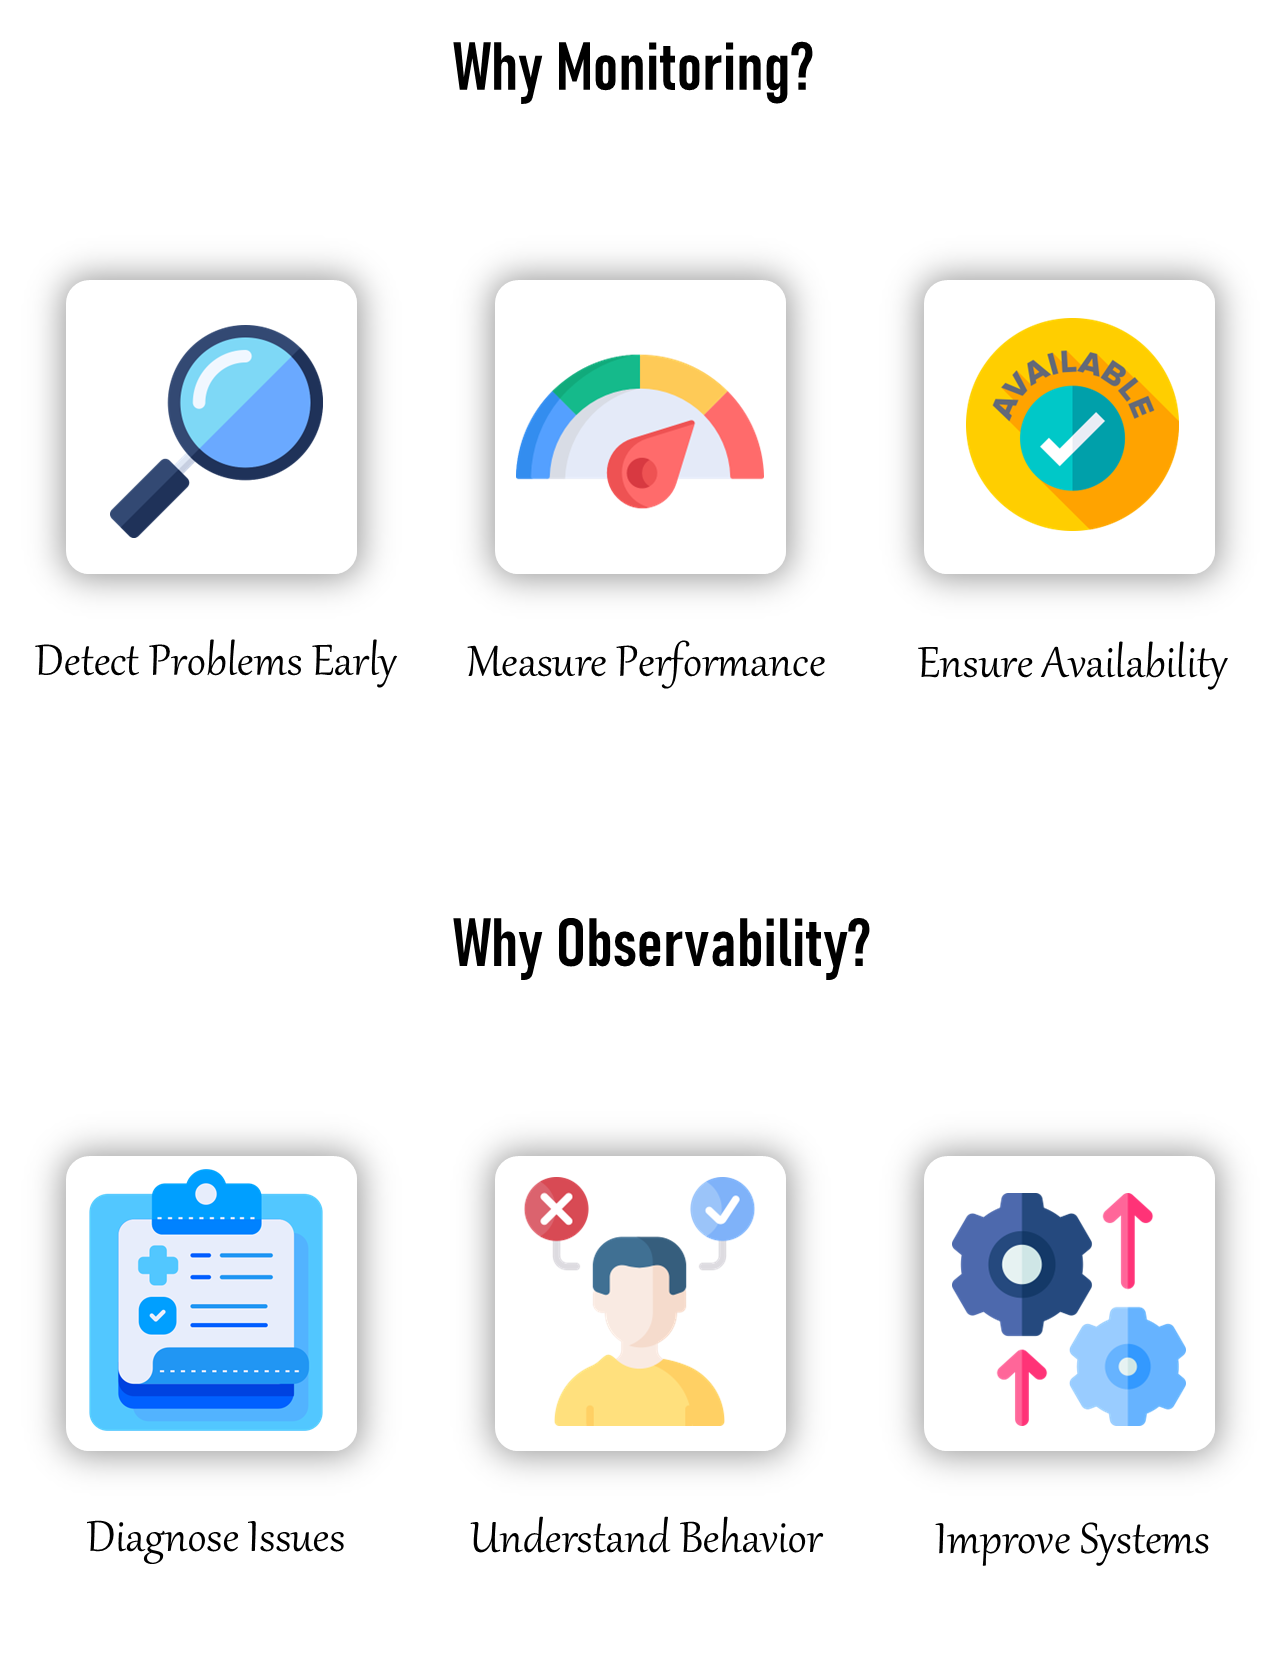 Why Monitoring?
AVAILABLE
Detect Problems Early
Measure Performance
Ensure Availability
Why Observability?
Diagnose Issues
Understand Behavior
Improve Systems